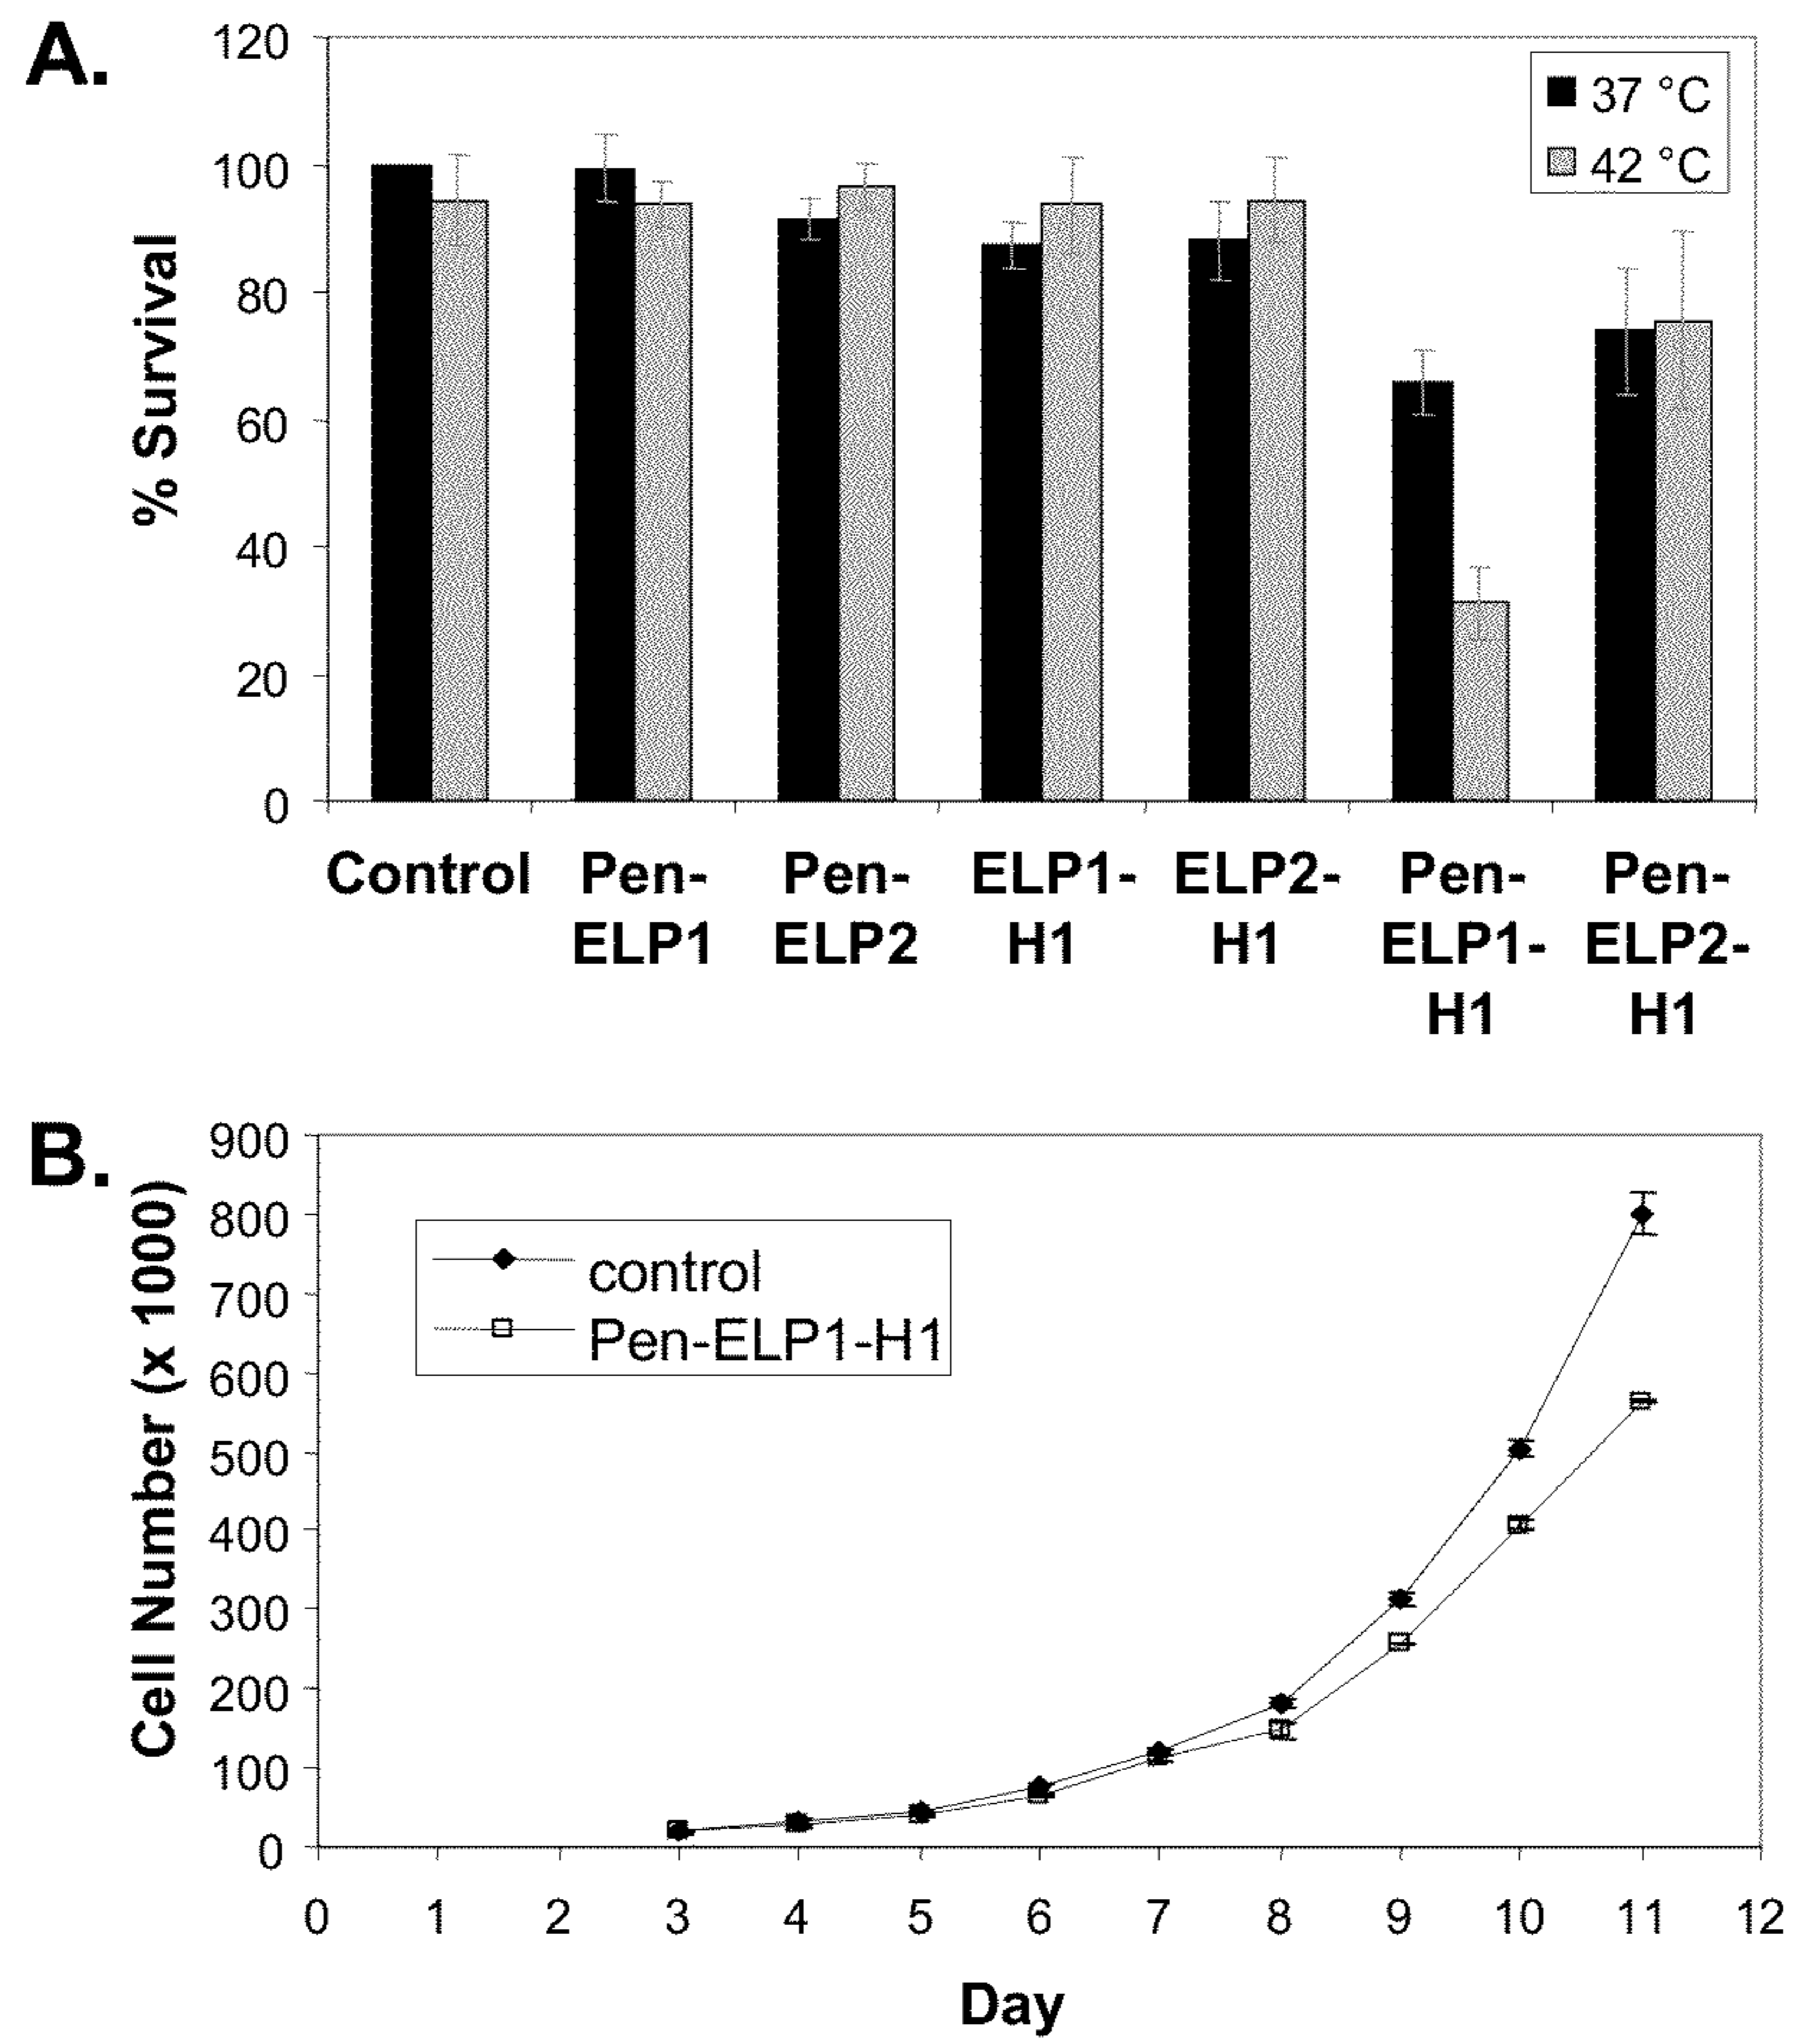 A.
120
100
80
60
40
20
0
% Survival
37 °C
42 °C
Control
Pen-
ELP1
Pen-
ELP2
ELP1-
H1
ELP2-
H1
Pen-
ELP1-
H1
Pen-
ELP2-
H1
B.
900
800
700
600
500
400
300
200
100
0
Cell Number (x 1000)
control
Pen-ELP1-H1
0 1 2 3 4 5 6 7 8 9 10 11 12
Day